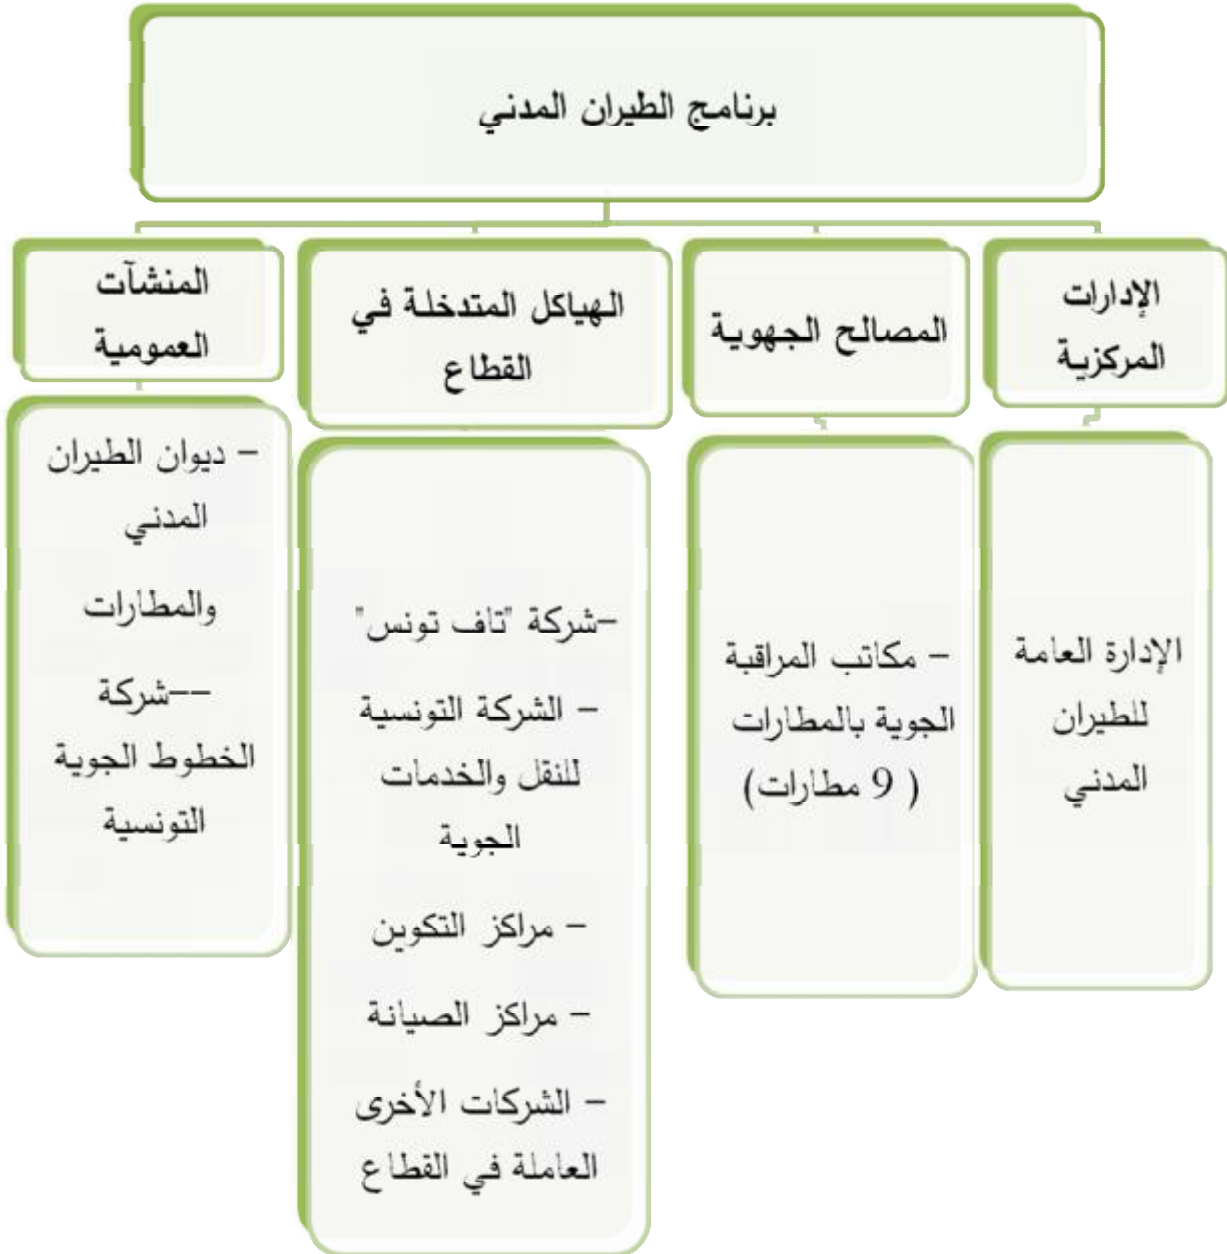 برنامج الطيران المدني
الإدارات
المركزية
الإدارة العامة
للطيران
المدني
المصالح الجهوية
– مكاتب المراقبة
الجوية بالمطارات
( 9 مطارات)
الهياكل المتدخلة في
القطاع
–شركة "تاف تونس"
– الشركة التونسية
للنقل والخدمات
الجوية
– مراكز التكوين
– مراكز الصيانة
– الشركات الأخرى
العاملة في القطاع
المنشآت
العمومية
– ديوان الطيران
المدني
والمطارات
––شركة
الخطوط الجوية
التونسية